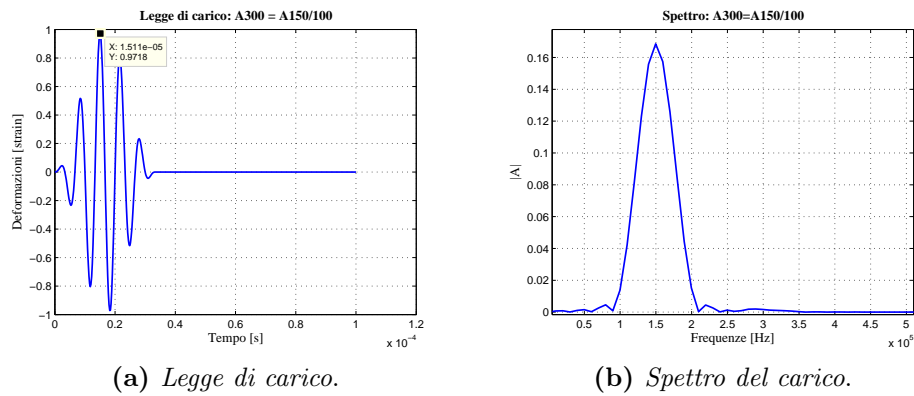 Legge di carico: A300 = A150/100
X: 1.511e−05
Y: 0.9718
Deformazioni [strain]
1
0.8
0.6
0.4
0.2
0
−0.2
−0.4
−0.6
−0.8
−1
0 0.2 0.4 0.6 0.8 1 1.2
Tempo [s]
x 10⁻⁴
(a) Legge di carico.
Spettro: A300=A150/100
|A|
0.16
0.14
0.12
0.1
0.08
0.06
0.04
0.02
0
0.5 1 1.5 2 2.5 3 3.5 4 4.5 5
Frequenze [Hz]
x 10⁵
(b) Spettro del carico.